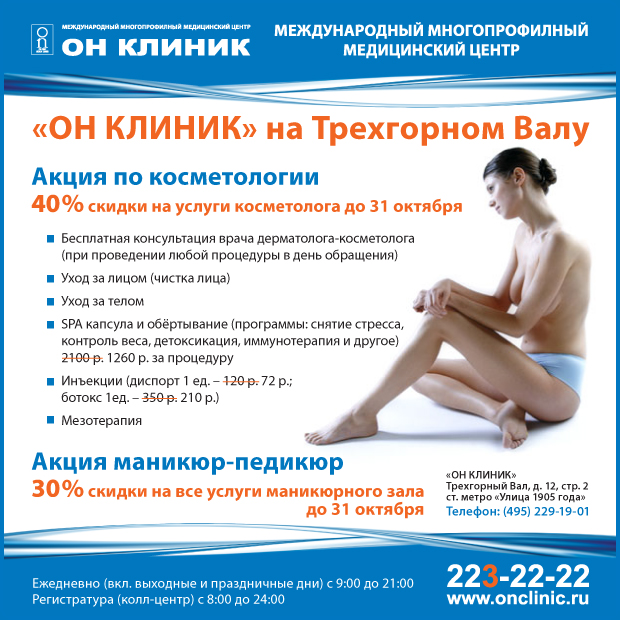 МЕЖДУНАРОДНЫЙ МНОГОПРОФИЛЬНЫЙ МЕДИЦИНСКИЙ ЦЕНТР
ОН КЛИНИК
МЕЖДУНАРОДНЫЙ МНОГОПРОФИЛЬНЫЙ
МЕДИЦИНСКИЙ ЦЕНТР
«ОН КЛИНИК» на Трехгорном Валу
Акция по косметологии
40% скидки на услуги косметолога до 31 октября
Бесплатная консультация врача дерматолога-косметолога
(при проведении любой процедуры в день обращения)
Уход за лицом (чистка лица)
Уход за телом
SPA капсула и обёртывание (программы: снятие стресса,
контроль веса, детоксикация, иммунотерапия и другое)
2100 р. 1260 р. за процедуру
Инъекции (диспорт 1 ед. – 120 р. 72 р.;
ботокс 1ед. – 350 р. 210 р.)
Мезотерапия
Акция маникюр-педикюр
30% скидки на все услуги маникюрного зала
до 31 октября
«ОН КЛИНИК»
Трехгорный Вал, д. 12, стр. 2
ст. метро «Улица 1905 года»
Телефон: (495) 229-19-01
Ежедневно (вкл. выходные и праздничные дни) с 9:00 до 21:00
Регистратура (колл-центр) с 8:00 до 24:00
223-22-22
www.onclinic.ru